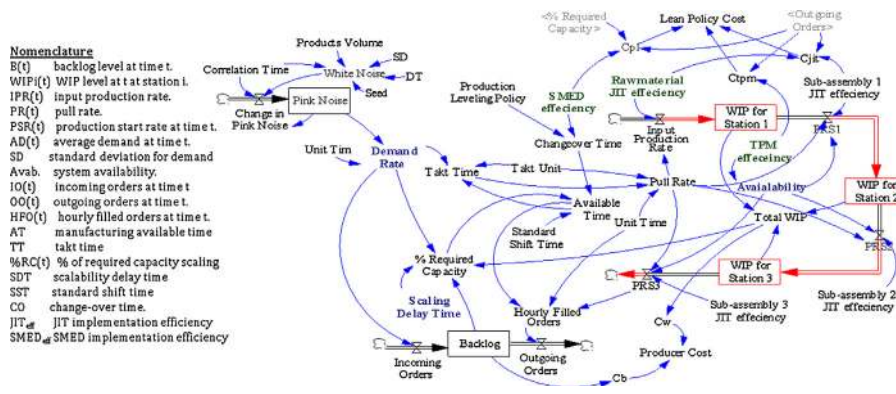 Nomenclature
B(t) backlog level at time t.
WIPi(t) WIP level at t at station i.
IPR(t) input production rate.
PR(t) pull rate.
PSR(t) production start rate at time t.
AD(t) average demand at time t.
SD standard deviation for demand
Avab. system availability.
IO(t) incoming orders at time t
OO(t) outgoing orders at time t.
HFO(t) hourly filled orders at time t.
AT manufacturing available time
TT takt time
%RC(t) % of required capacity scaling
SDT scalability delay time
SST standard shift time
CO change-over time.
JITeff JIT implementation efficiency
SMEDeff SMED implementation efficiency
Products Volume
SD
Correlation Time
White Noise
DT
Seed
Pink Noise
Change in
Pink Noise
Unit Tim
Demand
Rate
Takt Time
Takt Unit
Production
Leveling Policy
SMED
effeciency
Changeover Time
<% Required
Capacity>
Lean Policy Cost
<Outgoing
Orders>
Cpl
Ctpm
Cjit
Rawmaterial
JIT effeciency
Sub-assembly 1
JIT effeciency
Input
Production
Rate
WIP for
Station 1
PRS1
TPM
effeciency
Pull Rate
Avaialability
WIP for
Station 2
Available
Time
Unit Time
Total WIP
PRS2
Standard
Shift Time
% Required
Capacity
Scaling
Delay Time
PRS3
WIP for
Station 3
Sub-assembly 2
JIT effeciency
Sub-assembly 3
JIT effeciency
Hourly Filled
Orders
Cw
Producer Cost
Backlog
Incoming
Orders
Outgoing
Orders
Cb